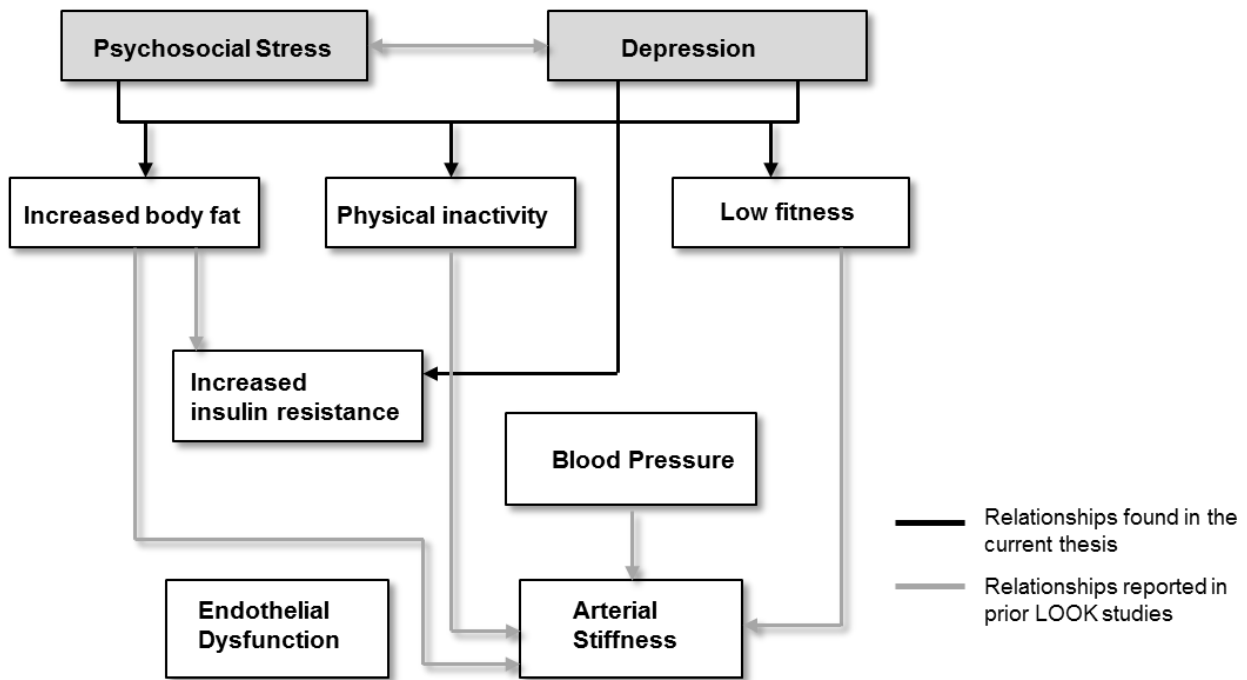 Psychosocial Stress
Depression
Increased body fat
Physical inactivity
Low fitness
Increased
insulin resistance
Blood Pressure
Relationships found in the
current thesis
Relationships reported in
prior LOOK studies
Endothelial
Dysfunction
Arterial
Stiffness